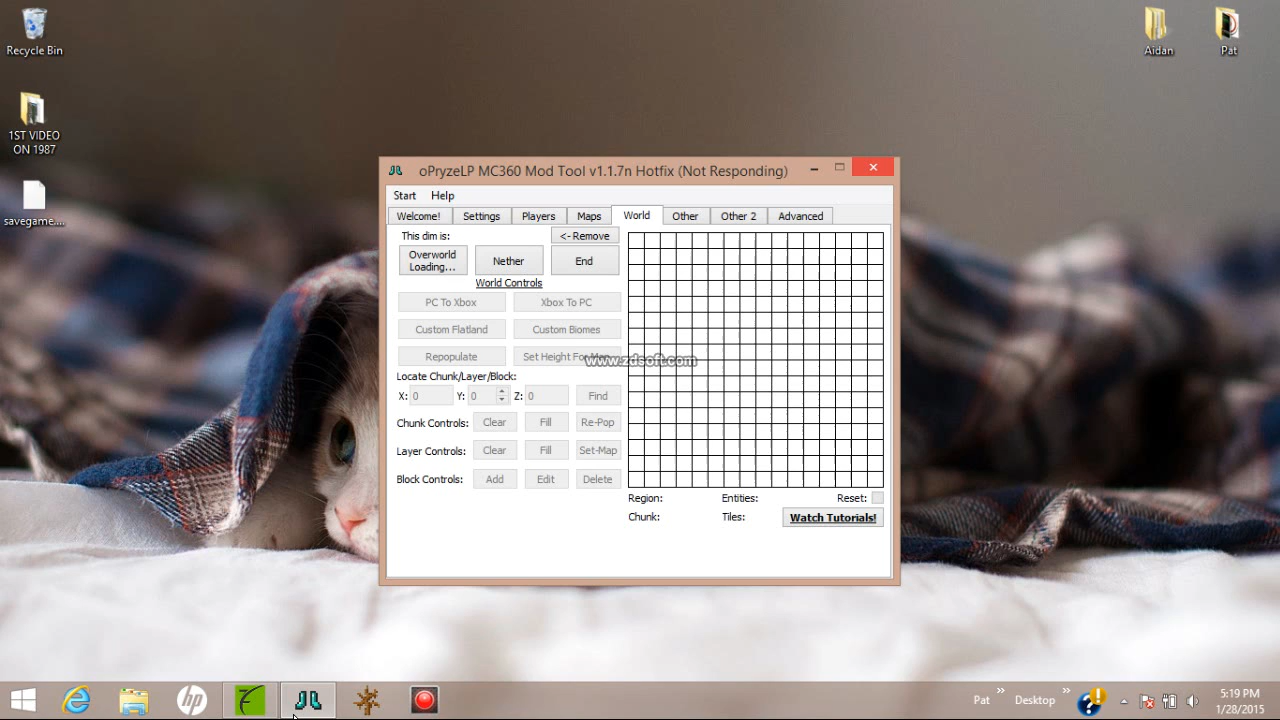 Recycle Bin
1ST VIDEO
ON 1987
savegame....
Aidan
Pat
oPryzeLP MC360 Mod Tool v1.1.7n Hotfix (Not Responding)
Start Help
Welcome! Settings Players Maps World Other Other 2 Advanced
This dim is: <- Remove
Overworld
Loading...
Nether End
World Controls
PC To Xbox Xbox To PC
Custom Flatland Custom Biomes
Repopulate Set Height For
www.zdsoft.com
Locate Chunk/Layer/Block:
X: 0 Y: 0 Z: 0 Find
Chunk Controls: Clear Fill Re-Pop
Layer Controls: Clear Fill Set-Map
Block Controls: Add Edit Delete
Region: Entities: Reset:
Chunk: Tiles: Watch Tutorials!
hp
Pat » Desktop »
5:19 PM
1/28/2015